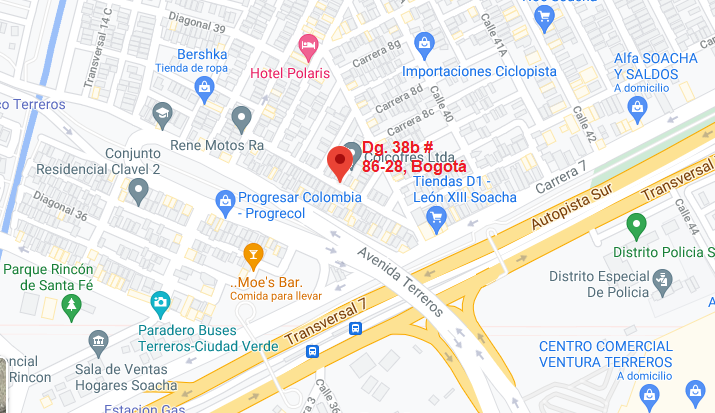 Diagonal 39
Transversal 14 C
Calle 41A
Soacha
Bershka
Tienda de ropa
Hotel Polaris
Carrera 8e
Importaciones Ciclopista
Alfa SOACHA
Y SALDOS
A domicilio
Carrera 8d
Carrera 8c
Calle 42
co Terreros
Rene Motos Ra
Dg. 38b #
86-28, Bogotá
Colcofres Ltda
Conjunto
Residencial Clavel 2
Tiendas D1 -
León XIII Soacha
Carrera 7
Autopista Sur
Transversal
Calle 44
Diagonal 36
Progresar Colombia
- Progrecol
Distrito Policia S
Avenida Terreros
..Moe's Bar.
Comida para llevar
Distrito Especial
De Policia
Parque Rincón
de Santa Fé
Transversal 7
Paradero Buses
Terreros-Ciudad Verde
CENTRO COMERCIAL
VENTURA TERREROS
A domicilio
encial
Rincon
Sala de Ventas
Hogares Soacha
Calle 36
3
Estacion Gas